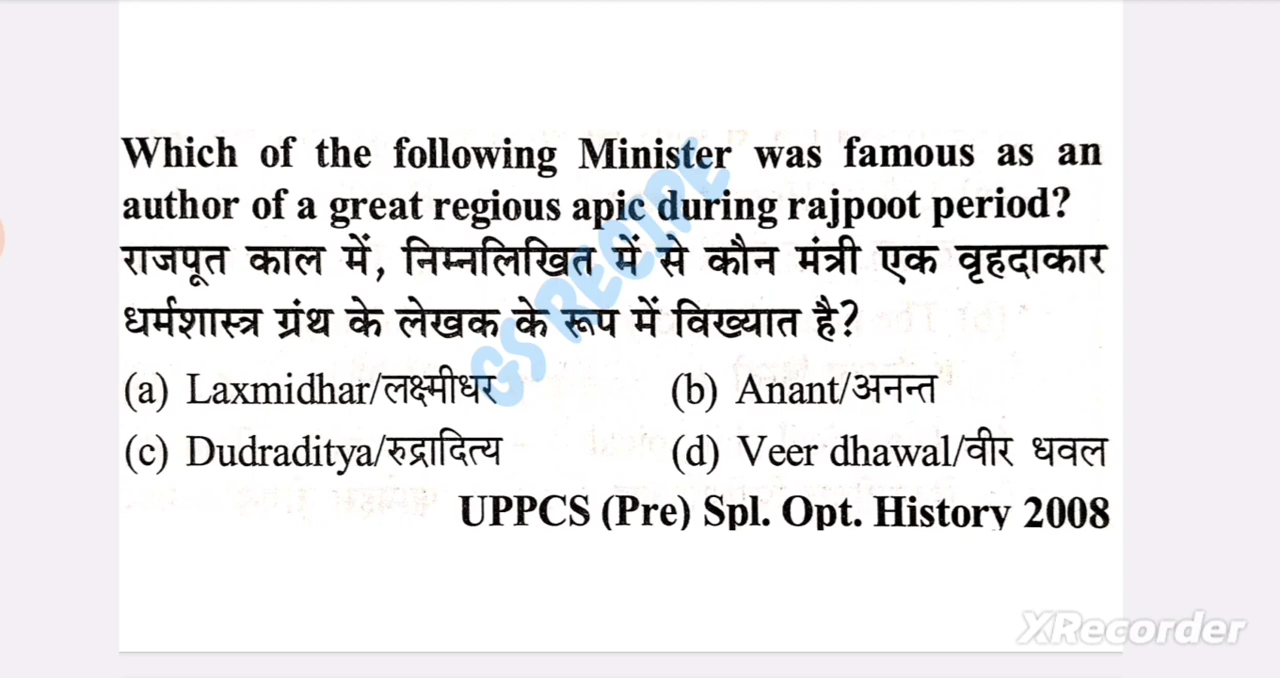 Which of the following Minister was famous as an
author of a great regious apic during rajpoot period?
राजपूत काल में, निम्नलिखित में से कौन मंत्री एक वृहदाकार
धर्मशास्त्र ग्रंथ के लेखक के रूप में विख्यात है?
(a) Laxmidhar/लक्ष्मीधर (b) Anant/अनन्त
(c) Dudraditya/रुद्रादित्य (d) Veer dhawal/वीर धवल
UPPCS (Pre) Spl. Opt. History 2008
GS RECIPE
XRecorder